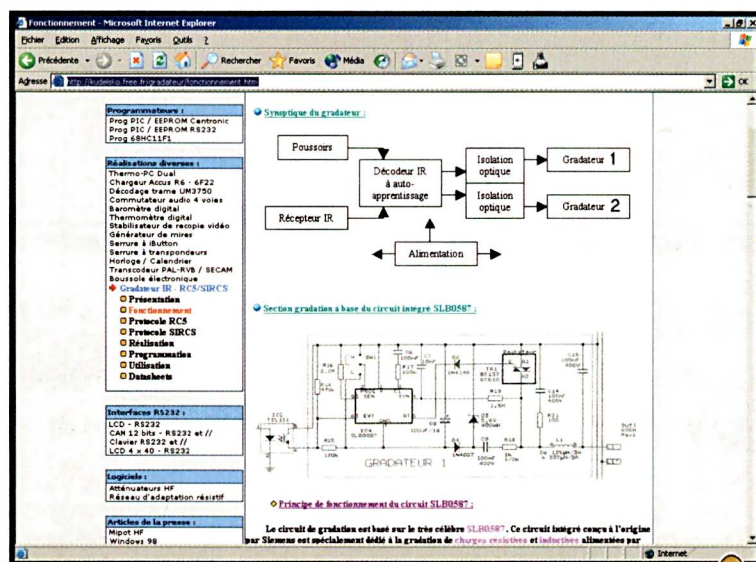 Fonctionnement - Microsoft Internet Explorer
Fichier Edition Affichage Favoris Outils ?
Précédente Rechercher Favoris Média
Adresse http://kudelsko.free.fr/gradateur/fonctionnement.htm OK
Programmateurs :
Prog PIC / EEPROM Centronic
Prog PIC / EEPROM RS232
Prog 68HC11F1
Réalisations diverses :
Thermo-PC Dual
Chargeur Accus R6 - 6F22
Décodage trame UM3750
Commutateur audio 4 voies
Baromètre digital
Thermomètre digital
Stabilisateur de recopie vidéo
Générateur de mires
Serrure à iButton
Serrure à transpondeurs
Horloge / Calendrier
Transcodeur PAL-RVB / SECAM
Boussole électronique
Gradateur IR - RC5/SIRCS
Présentation
Fonctionnement
Protocole RC5
Protocole SIRCS
Réalisation
Programmation
Utilisation
Datasheets
Interfaces RS232 :
LCD - RS232
CAN 12 bits - RS232 et //
Clavier RS232 et //
LCD 4 x 40 - RS232
Logiciels :
Atténuateurs HF
Réseau d'adaptation résistif
Articles de la presse :
Mipot HF
Windows 98
Synoptique du gradateur :
Poussoirs
Récepteur IR
Décodeur IR
à auto-
apprentissage
Isolation
optique
Gradateur 1
Isolation
optique
Gradateur 2
Alimentation
Section gradation à base du circuit intégré SLB0587 :
GRADATEUR 1
Principe de fonctionnement du circuit SLB0587 :
Le circuit de gradation est basé sur le très célèbre SLB0587. Ce circuit intégré conçu à l'origine
par Siemens est spécialement dédié à la gradation de charges résistives et inductives alimentées par
Internet